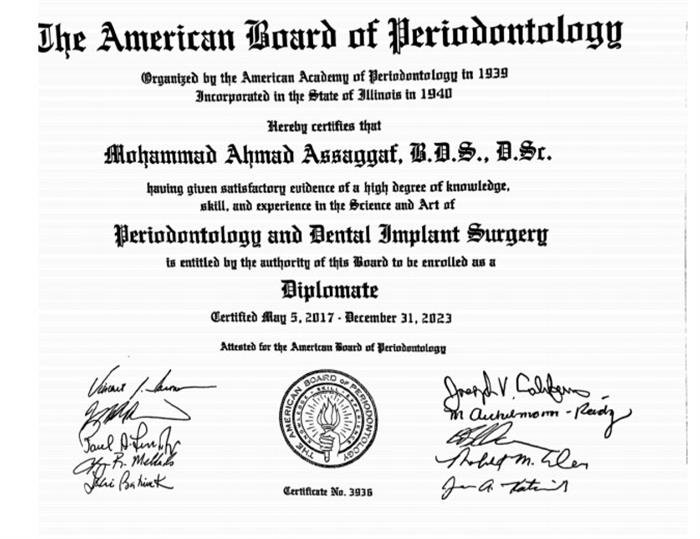 The American Board of Periodontology
Organized by the American Academy of Periodontology in 1939
Incorporated in the State of Illinois in 1940
Hereby certifies that
Mohammad Ahmad Assaggaf, B.D.S., D.Sc.
having given satisfactory evidence of a high degree of knowledge,
skill, and experience in the Science and Art of
Periodontology and Dental Implant Surgery
is entitled by the authority of this Board to be enrolled as a
Diplomate
Certified May 5, 2017 - December 31, 2023
Attested for the American Board of Periodontology
THE AMERICAN BOARD OF PERIODONTOLOGY
KNOWLEDGE SKILL EXPERIENCE
Certificate No. 3936